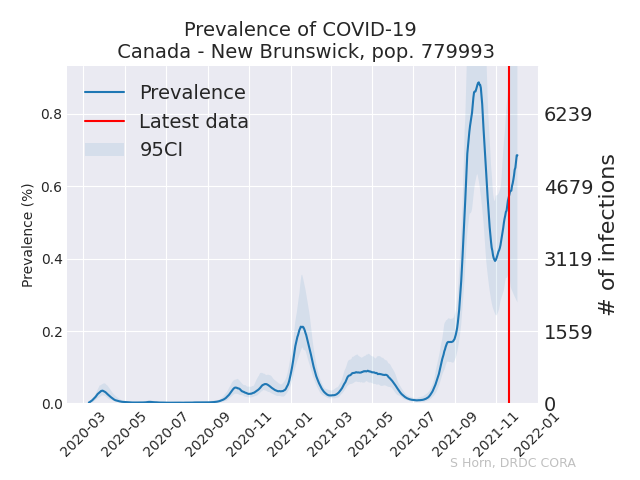 Prevalence of COVID-19
Canada - New Brunswick, pop. 779993
Prevalence
Latest data
95CI
Prevalence (%)
0.8
0.6
0.4
0.2
0.0
6239
4679
3119
1559
0
# of infections
2020-03
2020-05
2020-07
2020-09
2020-11
2021-01
2021-03
2021-05
2021-07
2021-09
2021-11
2022-01
S Horn, DRDC CORA